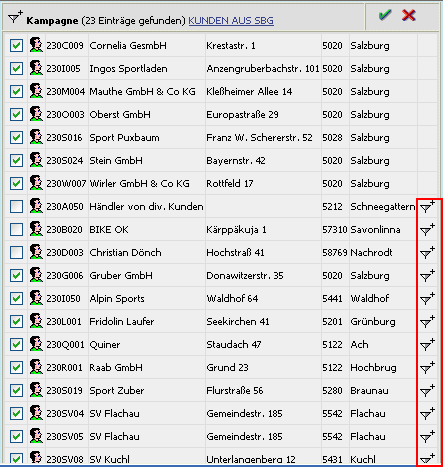 Kampagne (23 Einträge gefunden) KUNDEN AUS SBG
230C009 Cornelia GesmbH Krestastr. 1 5020 Salzburg
230I005 Ingos Sportladen Anzengruberbachstr. 101 5020 Salzburg
230M004 Mauthe GmbH & Co KG Kleßheimer Allee 14 5020 Salzburg
230O003 Oberst GmbH Europastraße 29 5020 Salzburg
230S016 Sport Puxbaum Franz W. Schererstr. 52 5028 Salzburg
230S024 Stein GmbH Bayernstr. 42 5020 Salzburg
230W007 Wirler GmbH & Co KG Rottfeld 17 5020 Salzburg
230A050 Händler von div. Kunden 5212 Schneegattern
230B020 BIKE OK Kärppäkuja 1 57310 Savonlinna
230D003 Christian Dönch Hochstraß 41 58769 Nachrodt
230G006 Gruber GmbH Donawitzerstr. 35 5020 Salzburg
230I050 Alpin Sports Waldhof 64 5441 Waldhof
230L001 Fridolin Laufer Seekirchen 41 5201 Grünburg
230Q001 Quiner Staudach 47 5122 Ach
230R001 Raab GmbH Grund 23 5122 Hochbrug
230S019 Sport Zuber Flurstraße 56 5280 Braunau
230SV04 SV Flachau Gemeindestr. 185 5542 Flachau
230SV05 SV Flachau Gemeindestr. 185 5542 Flachau
230SV08 SV Kuchl Unterlangenberg 12 5431 Kuchl